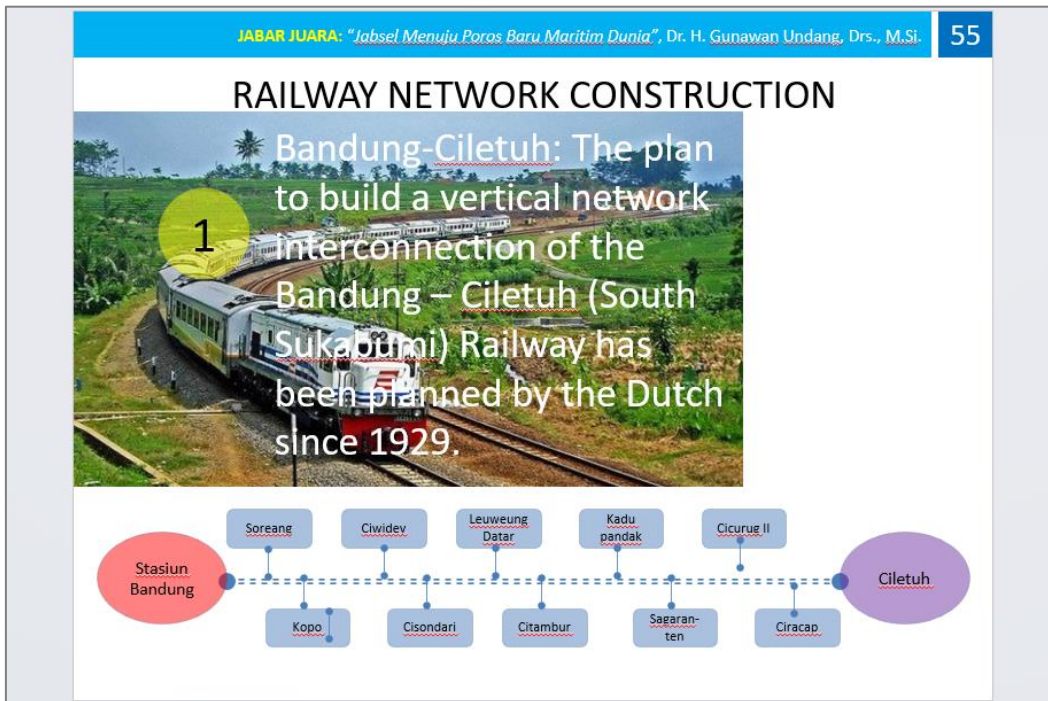 JABAR JUARA: "Jabsel Menuju Poros Baru Maritim Dunia", Dr. H. Gunawan Undang, Drs., M.Si.
55
RAILWAY NETWORK CONSTRUCTION
1
Bandung-Ciletuh: The plan
to build a vertical network
interconnection of the
Bandung – Ciletuh (South
Sukabumi) Railway has
been planned by the Dutch
since 1929.
Soreang
Ciwidey
Leuweung
Datar
Kadu
pandak
Cicurug II
Stasiun
Bandung
Ciletuh
Kopo
Cisondari
Citambur
Sagaran-
ten
Ciracap